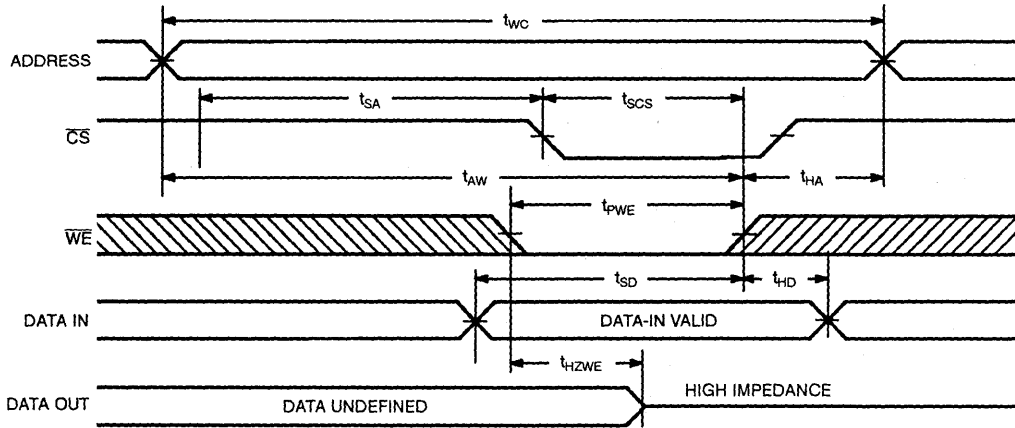 tWC
ADDRESS
tSA
tSCS
CS
tAW
tHA
tPWE
WE
tSD
tHD
DATA IN
DATA-IN VALID
tHZWE
HIGH IMPEDANCE
DATA OUT
DATA UNDEFINED